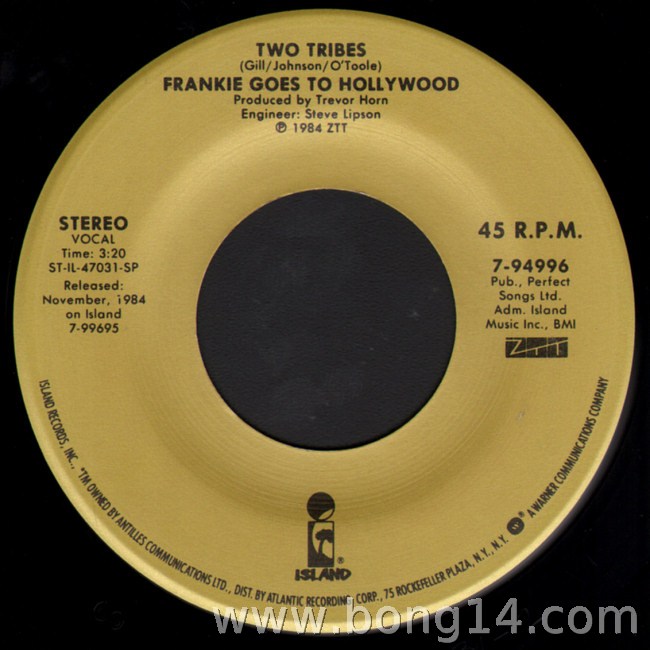 TWO TRIBES
(Gill/Johnson/O'Toole)
FRANKIE GOES TO HOLLYWOOD
Produced by Trevor Horn
Engineer: Steve Lipson
℗ 1984 ZTT
STEREO
VOCAL
Time: 3:20
ST-IL-47031-SP
Released:
November, 1984
on Island
7-99695
45 R.P.M.
7-94996
Pub., Perfect
Songs Ltd.
Adm. Island
Music Inc., BMI
ZTT
ISLAND®
ISLAND RECORDS, INC., *TM OWNED BY ANTILLES COMMUNICATIONS LTD., DIST. BY ATLANTIC RECORDING CORP., 75 ROCKEFELLER PLAZA, N.Y., N.Y. ® A WARNER COMMUNICATIONS COMPANY
www.bong14.com